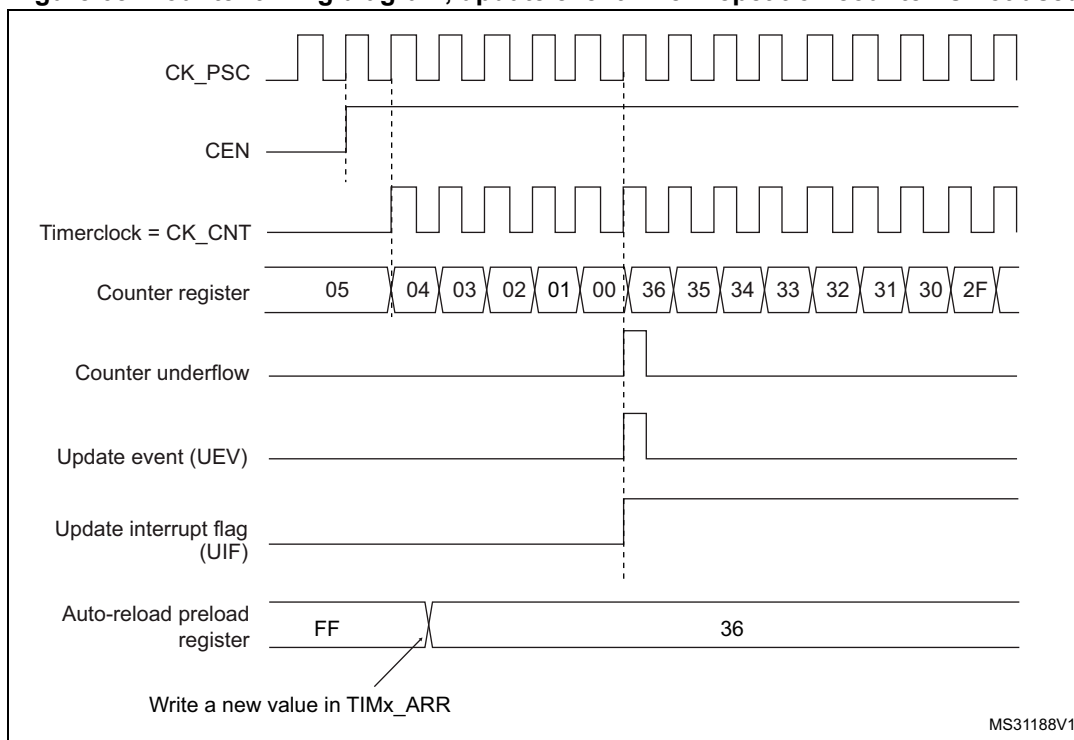 CK_PSC
CEN
Timerclock = CK_CNT
Counter register 05 04 03 02 01 00 36 35 34 33 32 31 30 2F
Counter underflow
Update event (UEV)
Update interrupt flag
(UIF)
Auto-reload preload
register
FF 36
Write a new value in TIMx_ARR
MS31188V1